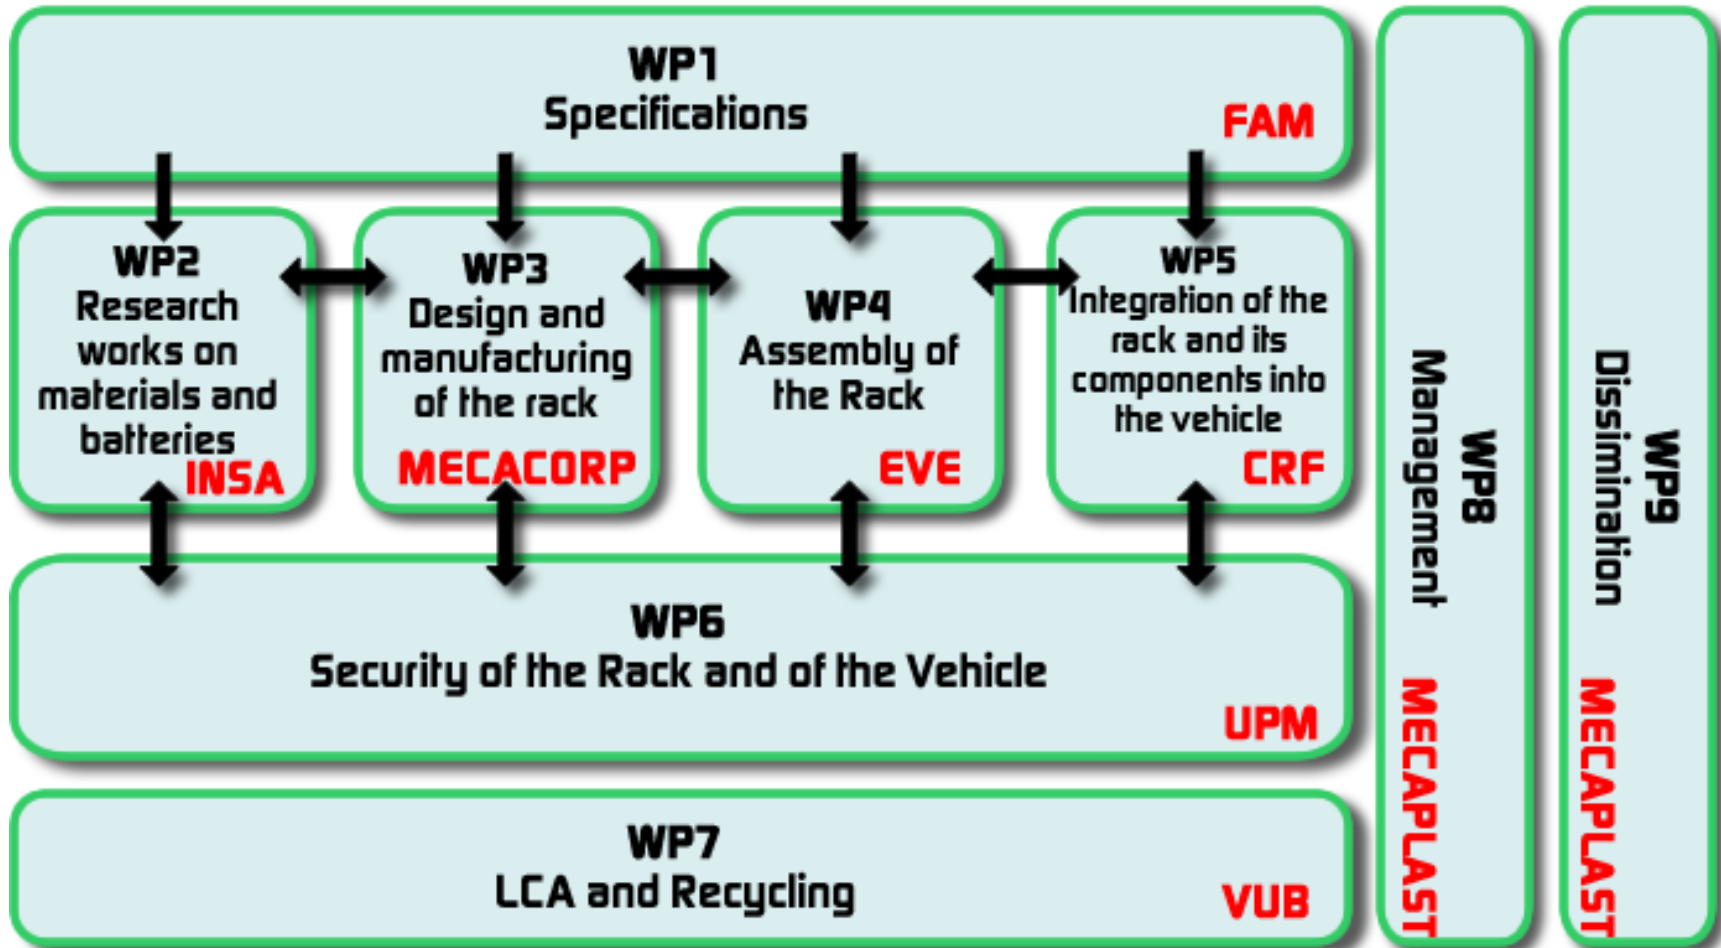 WP1
Specifications
FAM
WP2
Research
works on
materials and
batteries
INSA
WP3
Design and
manufacturing
of the rack
MECACORP
WP4
Assembly of
the Rack
EVE
WP5
Integration of the
rack and its
components into
the vehicle
CRF
WP6
Security of the Rack and of the Vehicle
UPM
WP7
LCA and Recycling
VUB
WP8
Management
MECAPLAST
WP9
Dissimination
MECAPLAST